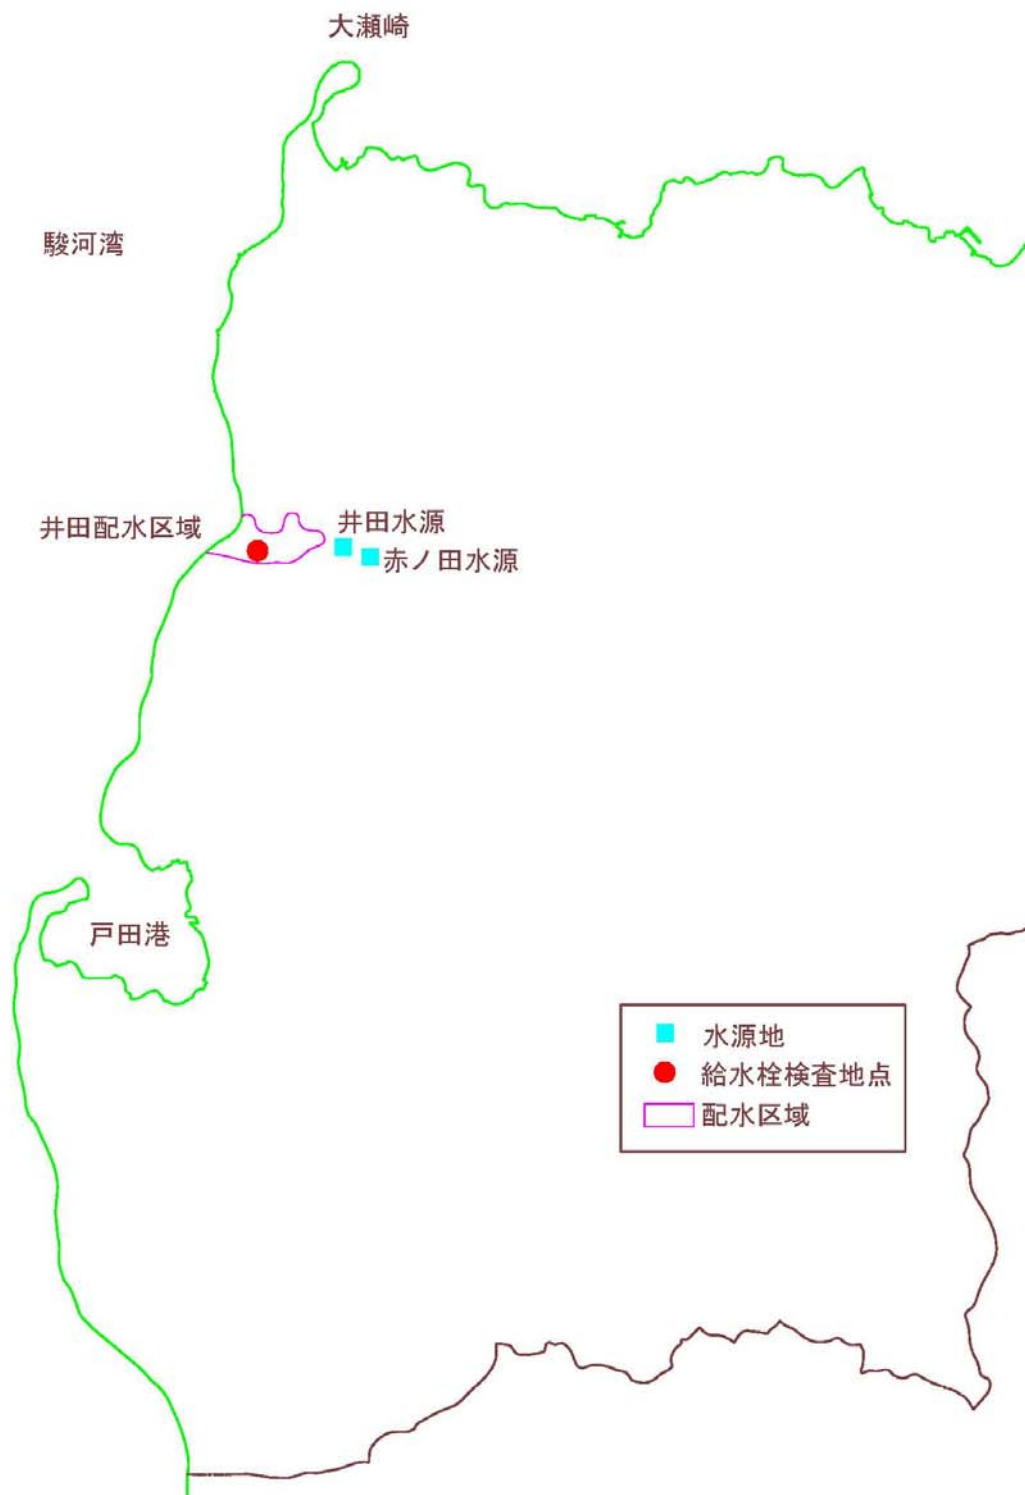 大瀬崎
駿河湾
井田配水区域
井田水源
赤ノ田水源
戸田港
水源地
給水栓検査地点
配水区域